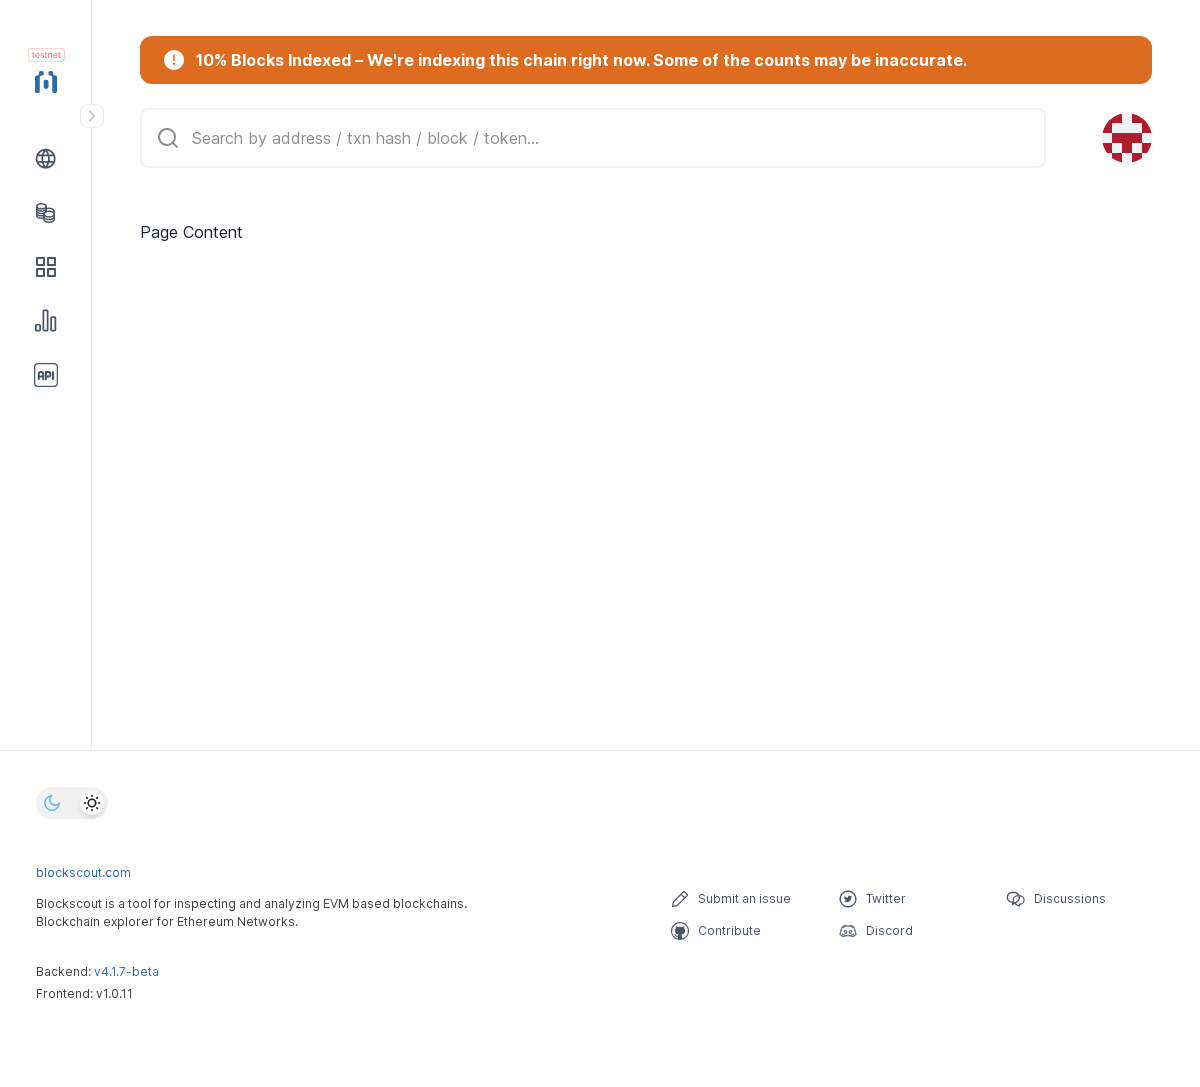 testnet
10% Blocks Indexed – We're indexing this chain right now. Some of the counts may be inaccurate.
Search by address / txn hash / block / token...
Page Content
API
blockscout.com
Blockscout is a tool for inspecting and analyzing EVM based blockchains.
Blockchain explorer for Ethereum Networks.
Backend: v4.1.7-beta
Frontend: v1.0.11
Submit an issue
Twitter
Discussions
Contribute
Discord